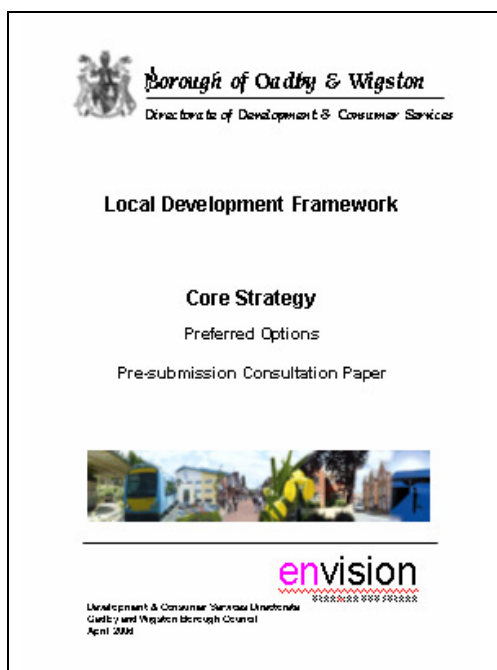 Borough of Oadby & Wigston
Directorate of Development & Consumer Services
Local Development Framework
Core Strategy
Preferred Options
Pre-submission Consultation Paper
envision
Development & Consumer Services Directorate
Oadby and Wigston Borough Council
April 2006